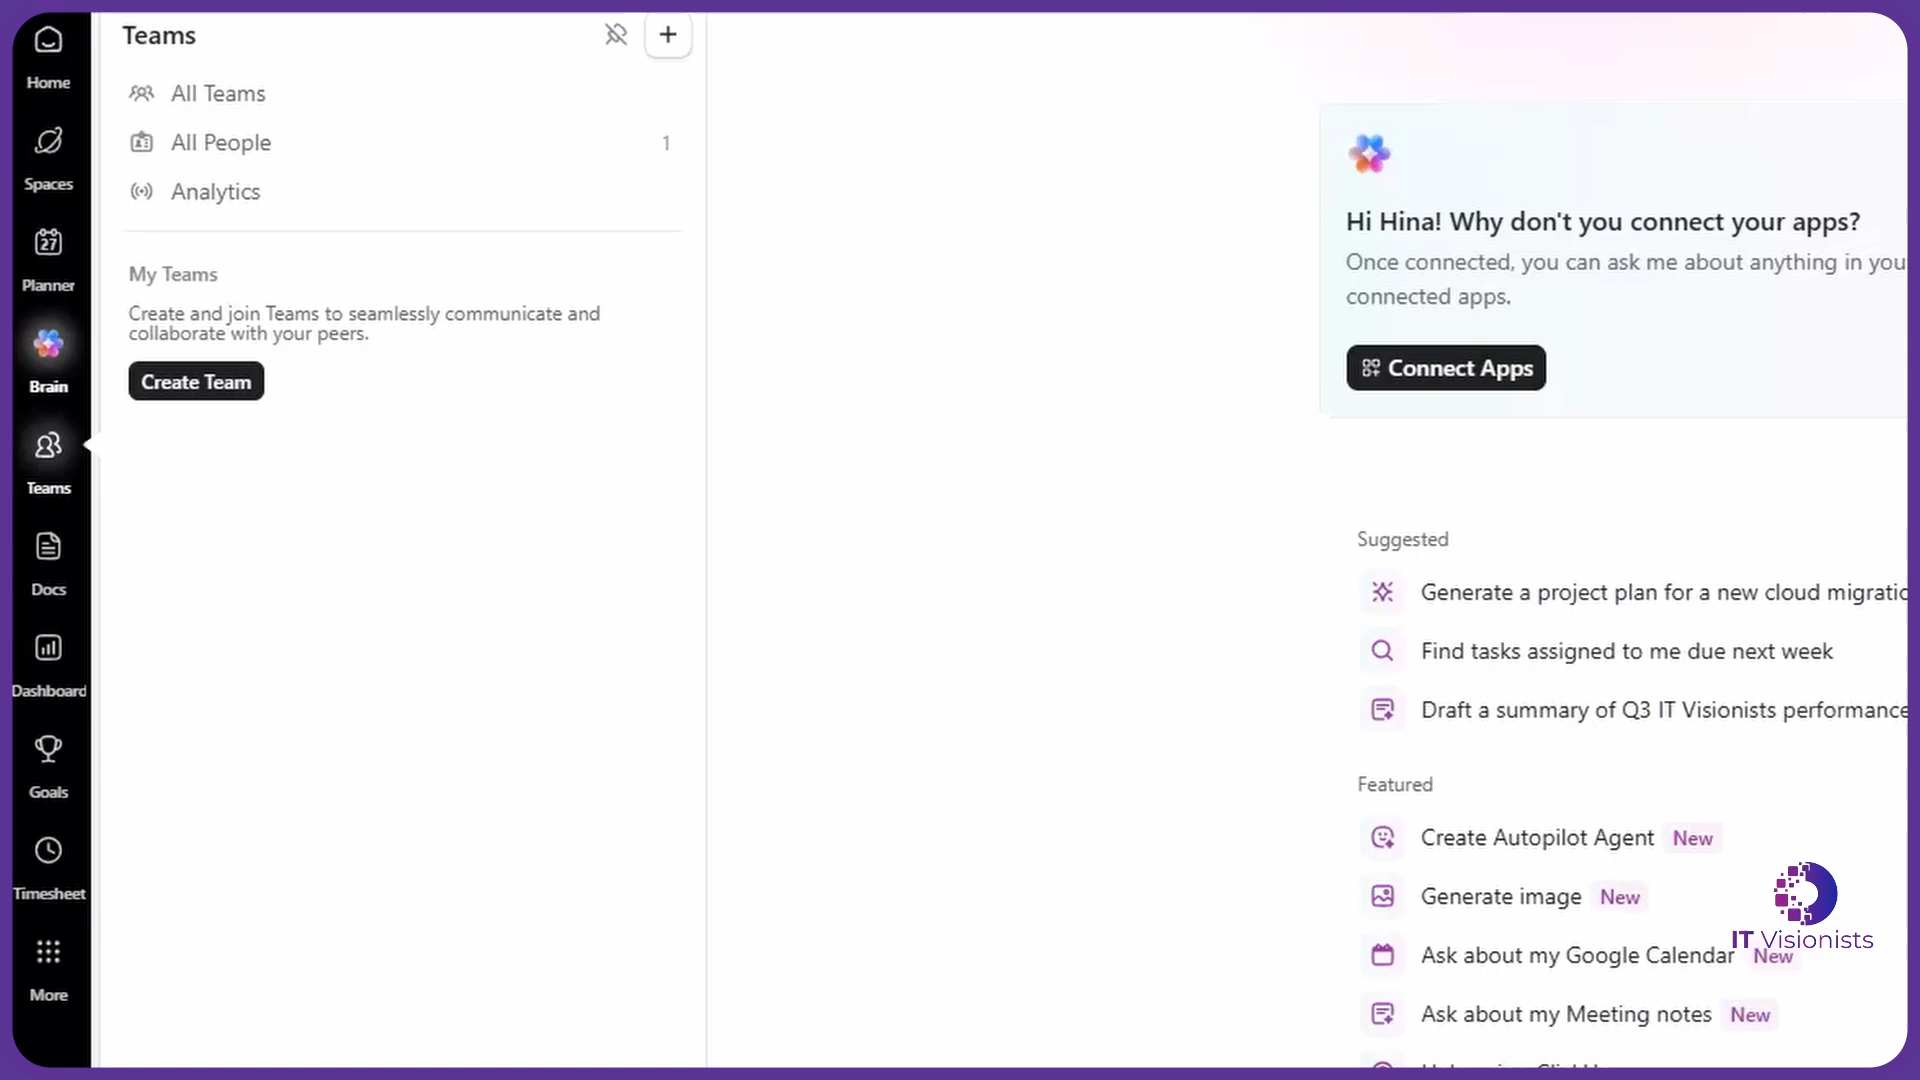 Home
Spaces
27
Planner
Brain
Teams
Docs
Dashboard
Goals
Timesheet
More
Teams
All Teams
All People 1
Analytics
My Teams
Create and join Teams to seamlessly communicate and
collaborate with your peers.
Create Team
Hi Hina! Why don't you connect your apps?
Once connected, you can ask me about anything in you
connected apps.
Connect Apps
Suggested
Generate a project plan for a new cloud migratio
Find tasks assigned to me due next week
Draft a summary of Q3 IT Visionists performance
Featured
Create Autopilot Agent New
Generate image New
Ask about my Google Calendar New
Ask about my Meeting notes New
IT Visionists